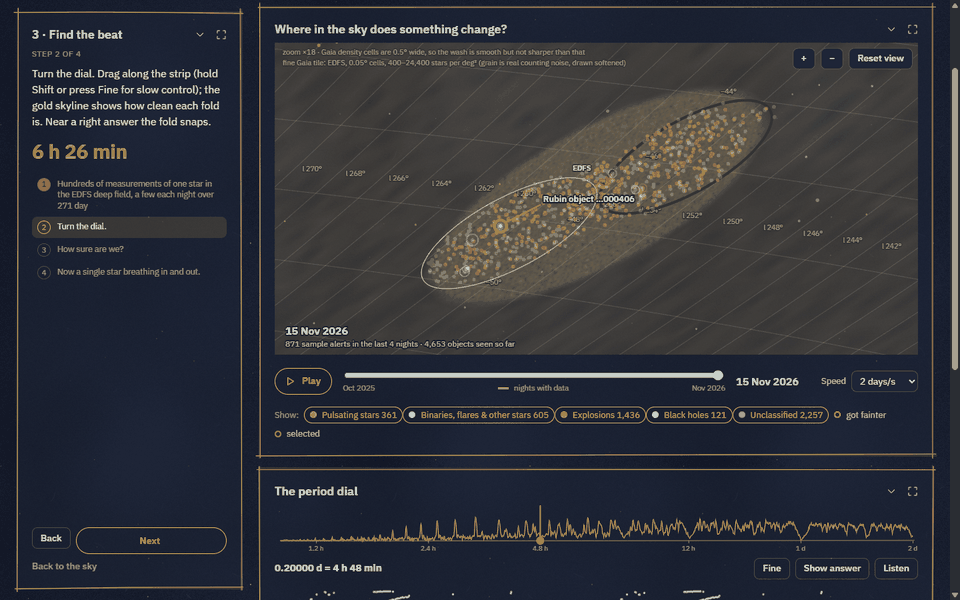 3 · Find the beat
STEP 2 OF 4
Turn the dial. Drag along the strip (hold
Shift or press Fine for slow control); the
gold skyline shows how clean each fold
is. Near a right answer the fold snaps.
6 h 26 min
1 Hundreds of measurements of one star in
the EDFS deep field, a few each night over
271 day
2 Turn the dial.
3 How sure are we?
4 Now a single star breathing in and out.
Back
Next
Back to the sky
Where in the sky does something change?
zoom ×18 · Gaia density cells are 0.5° wide, so the wash is smooth but not sharper than that
fine Gaia tile: EDFS, 0.05° cells, 400–24,400 stars per deg² (grain is real counting noise, drawn softened)
+
−
Reset view
−44°
l 270°
l 268°
l 266°
l 264°
l 262°
EDFS
Rubin object …000406
l 252°
l 250°
l 248°
l 246°
l 244°
l 242°
−50°
15 Nov 2026
871 sample alerts in the last 4 nights · 4,653 objects seen so far
Play
Oct 2025
nights with data
Nov 2026
15 Nov 2026
Speed
2 days/s
Show:
Pulsating stars 361
Binaries, flares & other stars 605
Explosions 1,436
Black holes 121
Unclassified 2,257
got fainter
selected
The period dial
1.2 h
2.4 h
4.8 h
12 h
1 d
2 d
0.20000 d = 4 h 48 min
Fine
Show answer
Listen